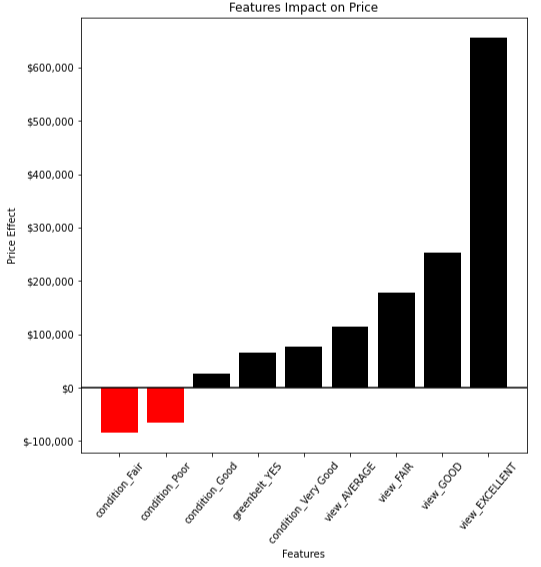 Features Impact on Price
Price Effect
$600,000
$500,000
$400,000
$300,000
$200,000
$100,000
$0
$-100,000
condition_Fair
condition_Poor
condition_Good
greenbelt_YES
condition_Very Good
view_AVERAGE
view_FAIR
view_GOOD
view_EXCELLENT
Features